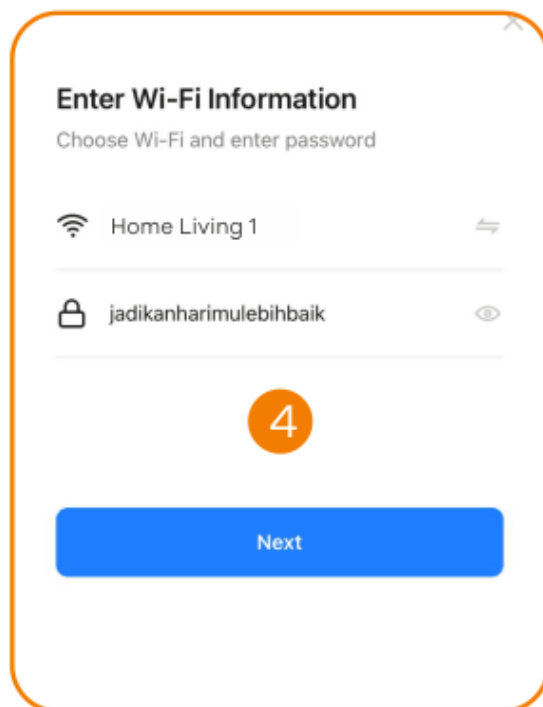 Enter Wi-Fi Information
Choose Wi-Fi and enter password
Home Living 1
jadikanharimulebihbaik
4
Next